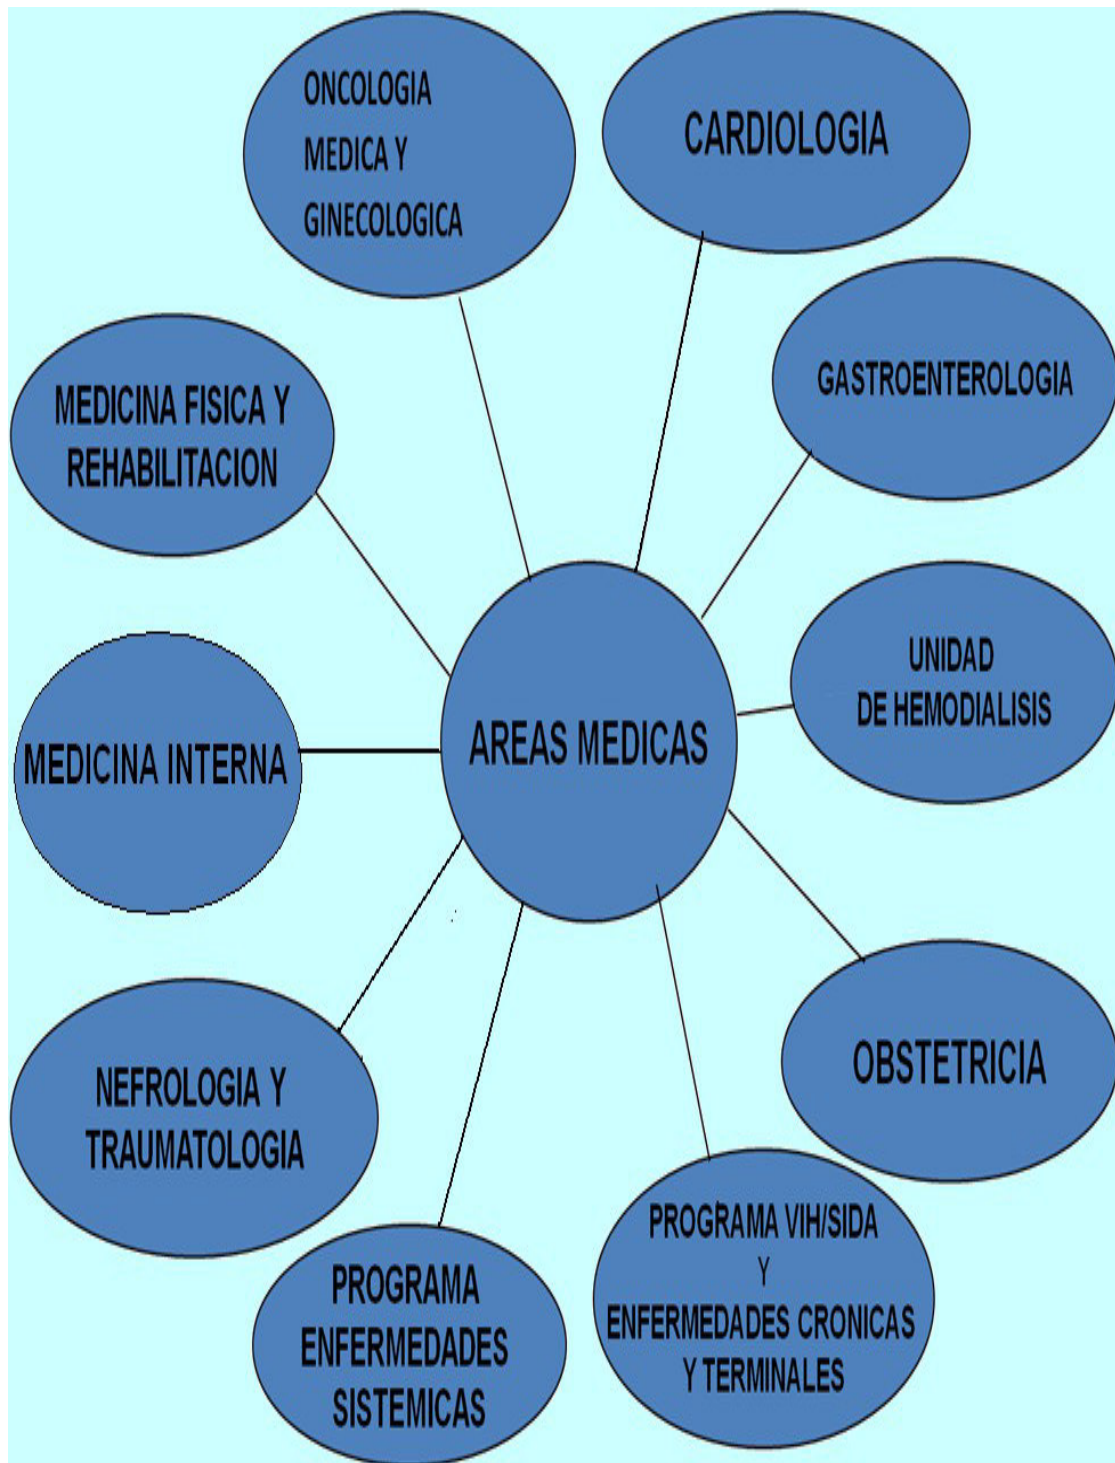 ONCOLOGIA
MEDICA Y
GINECOLOGICA
CARDIOLOGIA
GASTROENTEROLOGIA
MEDICINA FISICA Y
REHABILITACION
UNIDAD
DE HEMODIALISIS
AREAS MEDICAS
MEDICINA INTERNA
OBSTETRICIA
NEFROLOGIA Y
TRAUMATOLOGIA
PROGRAMA VIH/SIDA
Y
ENFERMEDADES CRONICAS
Y TERMINALES
PROGRAMA
ENFERMEDADES
SISTEMICAS